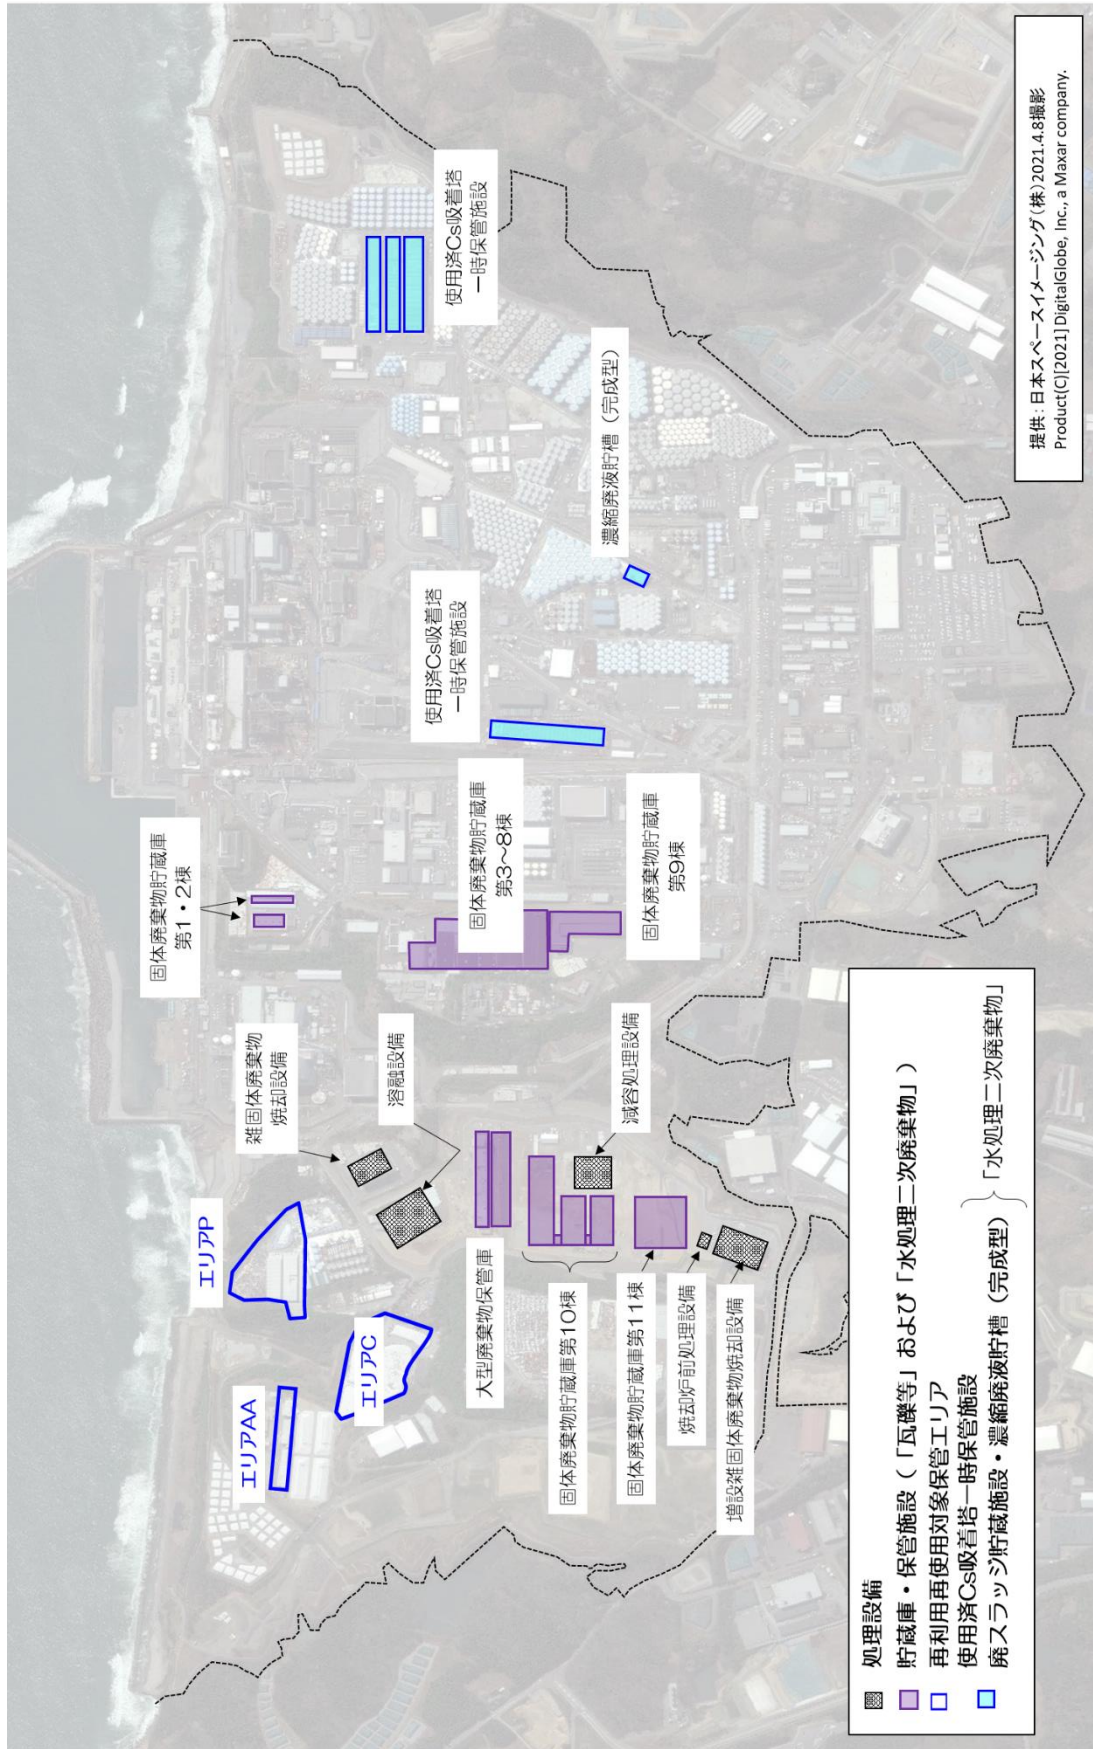 エリアAA
エリアP
エリアC
雑固体廃棄物
焼却設備
溶融設備
固体廃棄物貯蔵庫
第1・2棟
使用済Cs吸着塔
一時保管施設
使用済Cs吸着塔
一時保管施設
固体廃棄物貯蔵庫
第3~8棟
固体廃棄物貯蔵庫
第9棟
濃縮廃液貯槽（完成型）
大型廃棄物保管庫
減容処理設備
固体廃棄物貯蔵庫第10棟
固体廃棄物貯蔵庫第11棟
焼却炉前処理設備
増設雑固体廃棄物焼却設備
処理設備
貯蔵庫・保管施設（「瓦礫等」および「水処理二次廃棄物」）
再利用再使用対象保管エリア
使用済Cs吸着塔一時保管施設
廃スラッジ貯蔵施設・濃縮廃液貯槽（完成型）
「水処理二次廃棄物」
提供：日本スペースイメージング（株）2021.4.8撮影
Product(C)[2021] DigitalGlobe, Inc., a Maxar company.